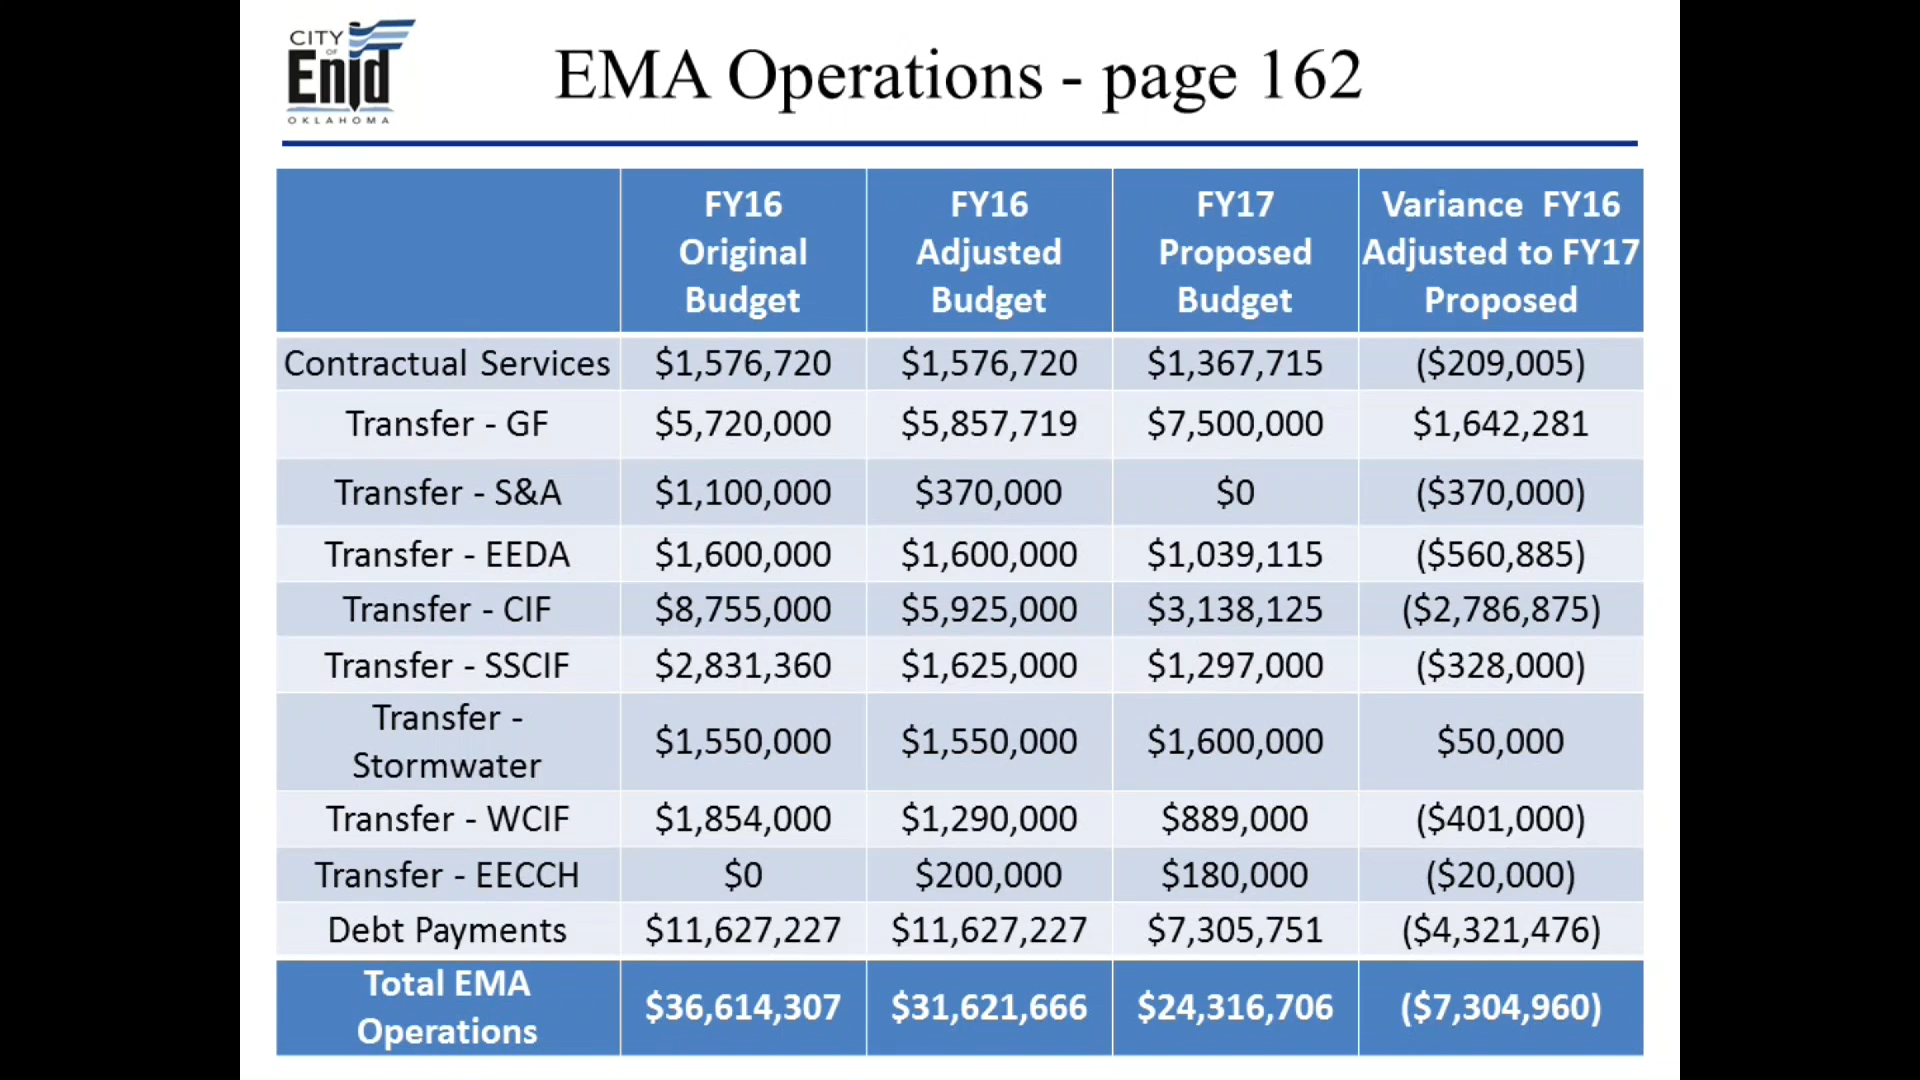 CITY
OF
Enid
OKLAHOMA
EMA Operations - page 162
FY16 Original Budget
FY16 Adjusted Budget
FY17 Proposed Budget
Variance FY16 Adjusted to FY17 Proposed
Contractual Services $1,576,720 $1,576,720 $1,367,715 ($209,005)
Transfer - GF $5,720,000 $5,857,719 $7,500,000 $1,642,281
Transfer - S&A $1,100,000 $370,000 $0 ($370,000)
Transfer - EEDA $1,600,000 $1,600,000 $1,039,115 ($560,885)
Transfer - CIF $8,755,000 $5,925,000 $3,138,125 ($2,786,875)
Transfer - SSCIF $2,831,360 $1,625,000 $1,297,000 ($328,000)
Transfer - Stormwater $1,550,000 $1,550,000 $1,600,000 $50,000
Transfer - WCIF $1,854,000 $1,290,000 $889,000 ($401,000)
Transfer - EECCH $0 $200,000 $180,000 ($20,000)
Debt Payments $11,627,227 $11,627,227 $7,305,751 ($4,321,476)
Total EMA Operations $36,614,307 $31,621,666 $24,316,706 ($7,304,960)